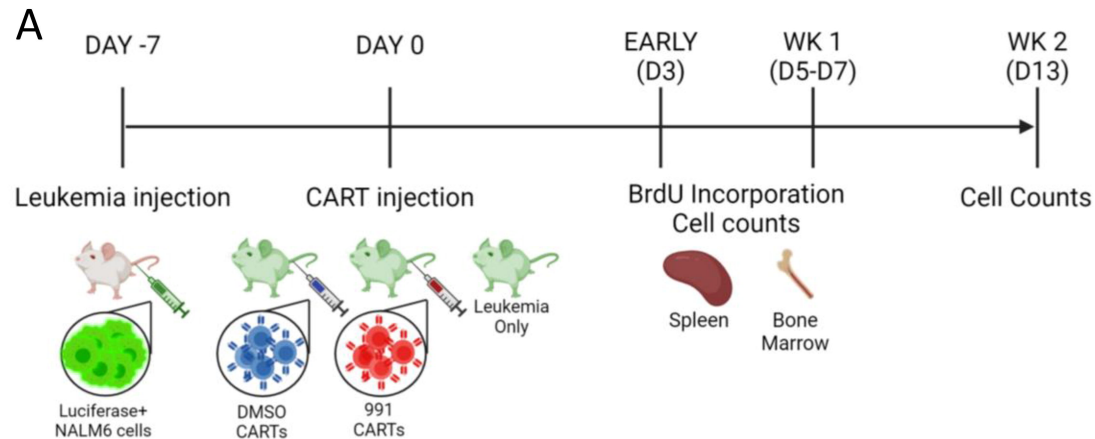 A
DAY -7
DAY 0
EARLY
(D3)
WK 1
(D5-D7)
WK 2
(D13)
Leukemia injection
CART injection
BrdU Incorporation
Cell counts
Cell Counts
Leukemia
Only
Spleen
Bone
Marrow
Luciferase+
NALM6 cells
DMSO
CARTs
991
CARTs